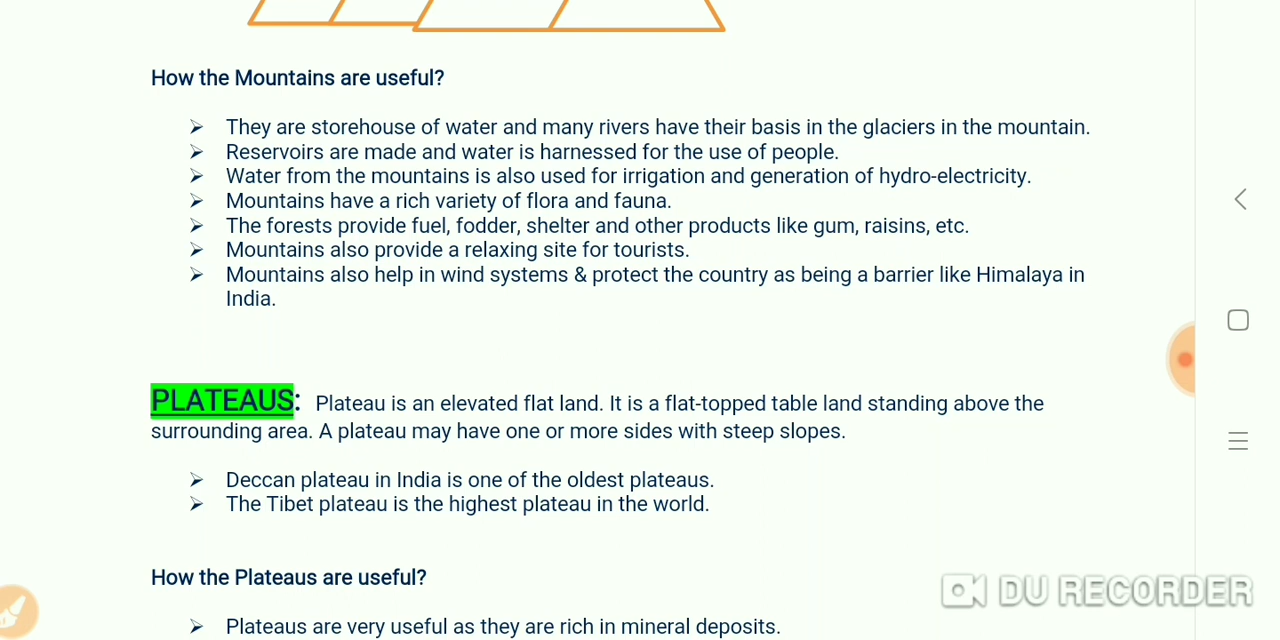 How the Mountains are useful?
➢ They are storehouse of water and many rivers have their basis in the glaciers in the mountain.
➢ Reservoirs are made and water is harnessed for the use of people.
➢ Water from the mountains is also used for irrigation and generation of hydro-electricity.
➢ Mountains have a rich variety of flora and fauna.
➢ The forests provide fuel, fodder, shelter and other products like gum, raisins, etc.
➢ Mountains also provide a relaxing site for tourists.
➢ Mountains also help in wind systems & protect the country as being a barrier like Himalaya in
India.
PLATEAUS: Plateau is an elevated flat land. It is a flat-topped table land standing above the
surrounding area. A plateau may have one or more sides with steep slopes.
➢ Deccan plateau in India is one of the oldest plateaus.
➢ The Tibet plateau is the highest plateau in the world.
How the Plateaus are useful?
➢ Plateaus are very useful as they are rich in mineral deposits.
DU RECORDER